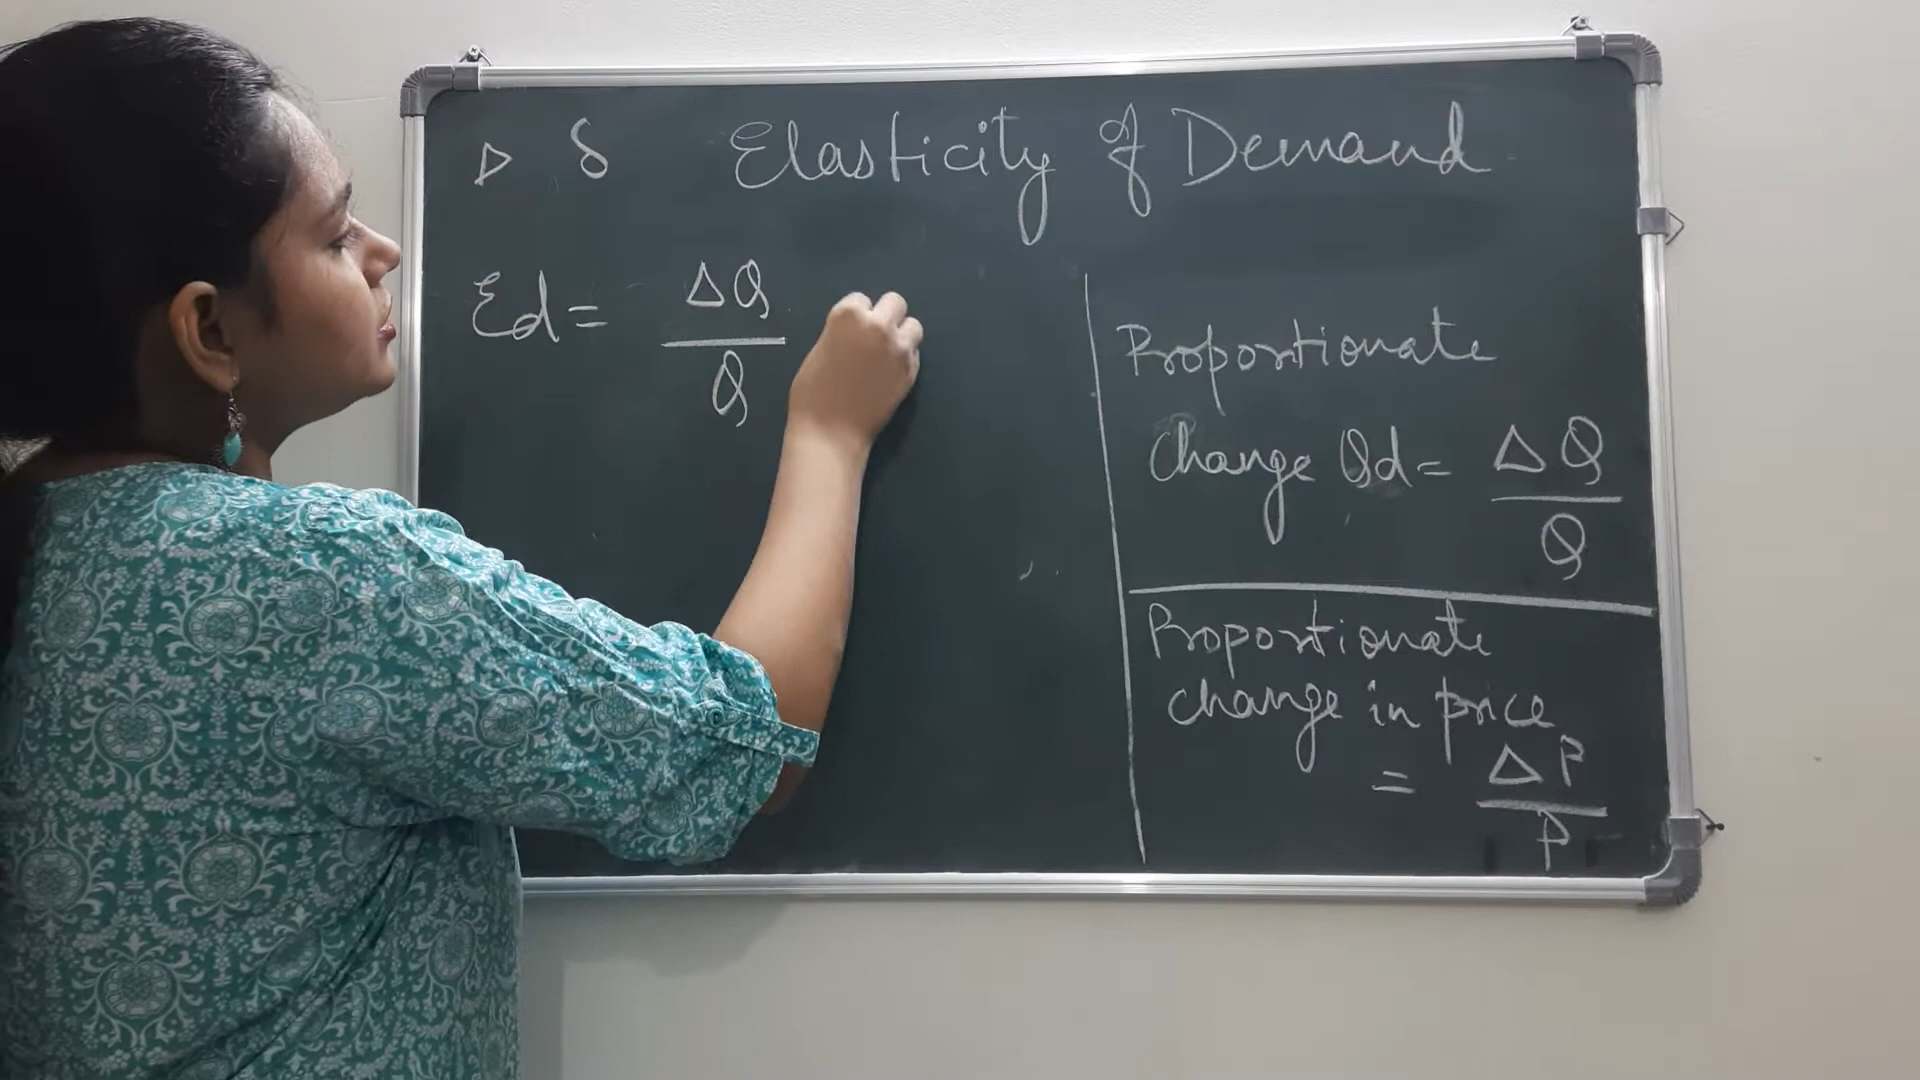 Δ δ Elasticity of Demand
Ed = ΔQ
Q
Proportionate
Change Qd = ΔQ
Q
Proportionate
change in price
= ΔP
P